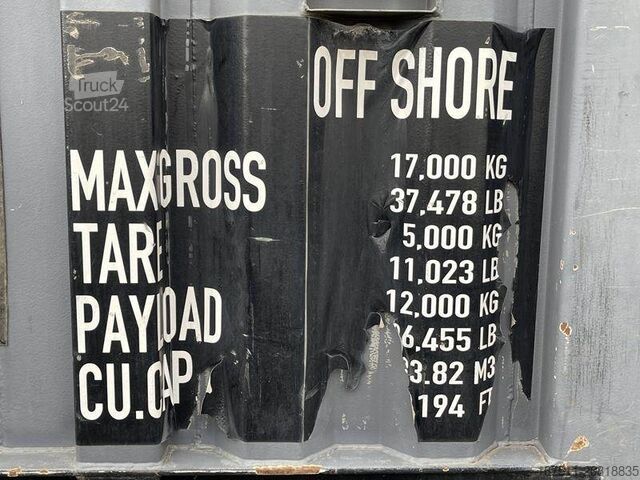 OFF SHORE
MAXGROSS 17,000 KG
37,478 LB
TARE 5,000 KG
11,023 LB
PAYLOAD 12,000 KG
6,455 LB
CU.CAP 3.82 M3
194 FT
Truck
Scout24